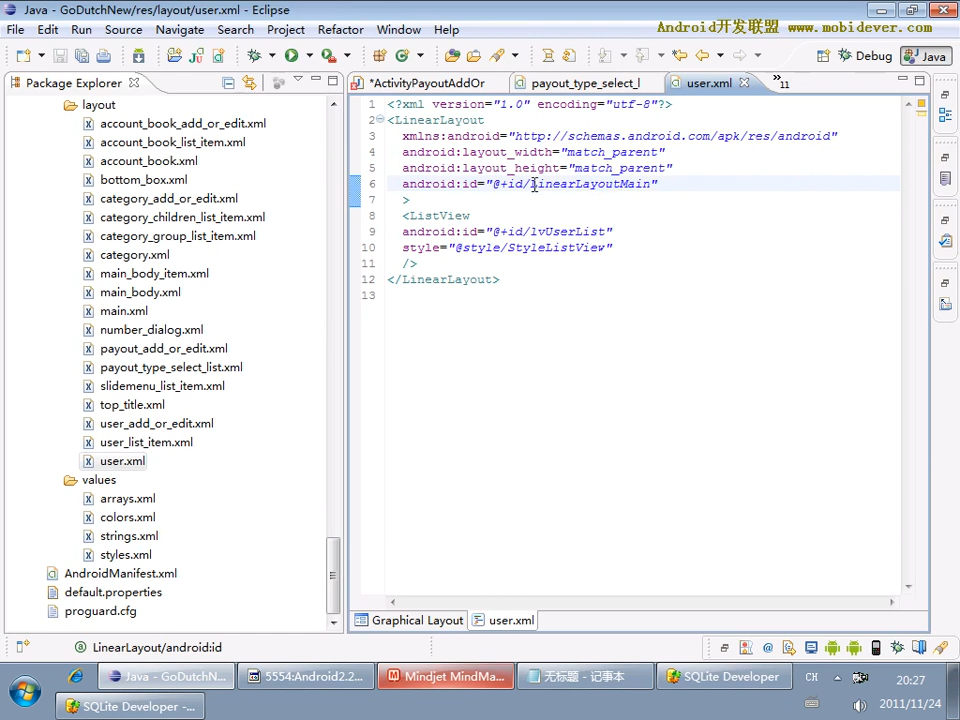 Java - GoDutchNew/res/layout/user.xml - Eclipse
File Edit Run Source Navigate Search Project Refactor Window Help
Android开发联盟 www.mobidever.com
Debug Java
Package Explorer
*ActivityPayoutAddOr
payout_type_select_l
user.xml
11
layout
account_book_add_or_edit.xml
account_book_list_item.xml
account_book.xml
bottom_box.xml
category_add_or_edit.xml
category_children_list_item.xml
category_group_list_item.xml
category.xml
main_body_item.xml
main_body.xml
main.xml
number_dialog.xml
payout_add_or_edit.xml
payout_type_select_list.xml
slidemenu_list_item.xml
top_title.xml
user_add_or_edit.xml
user_list_item.xml
user.xml
values
arrays.xml
colors.xml
strings.xml
styles.xml
AndroidManifest.xml
default.properties
proguard.cfg
1 <?xml version="1.0" encoding="utf-8"?>
2 <LinearLayout
3 xmlns:android="http://schemas.android.com/apk/res/android"
4 android:layout_width="match_parent"
5 android:layout_height="match_parent"
6 android:id="@+id/LinearLayoutMain"
7 >
8 <ListView
9 android:id="@+id/lvUserList"
10 style="@style/StyleListView"
11 />
12 </LinearLayout>
13
Graphical Layout user.xml
LinearLayout/android:id
Java - GoDutchN...
5554:Android2.2...
Mindjet MindMa...
无标题 - 记事本
SQLite Developer
CH
20:27
SQLite Developer -...
2011/11/24